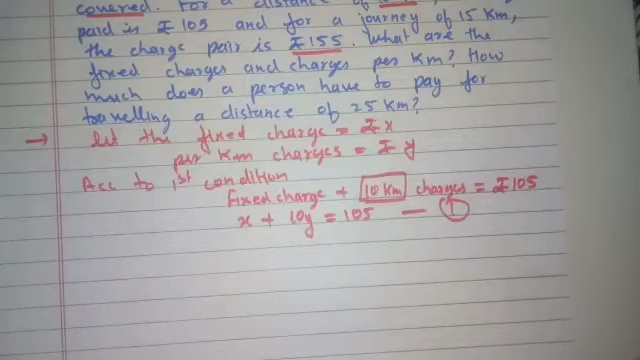 covered. For a distance of 10 km,
paid is ₹ 105 and for a journey of 15 Km,
the charge pair is ₹155. What are the
fixed charges and charges per Km? How
much does a person have to pay for
travelling a distance of 25 Km?
→ let the fixed charge = ₹ x
per Km charges = ₹ y
Acc to 1st condition
Fixed charge + 10 Km charges = ₹105
x + 10y = 105 — ①